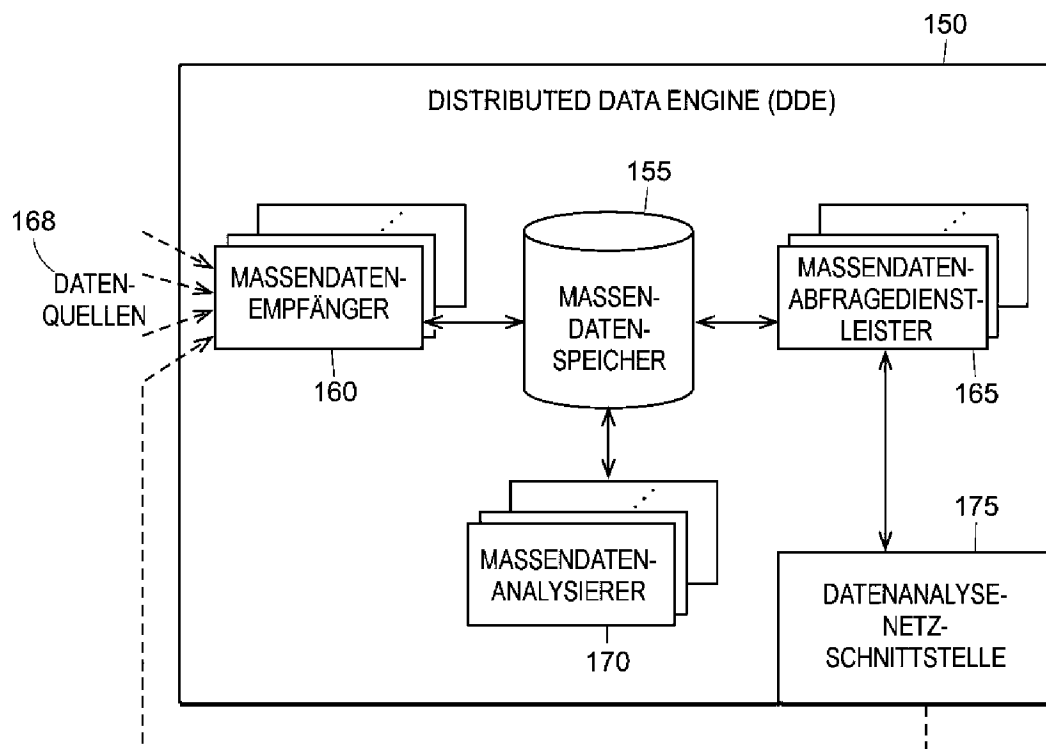 150
DISTRIBUTED DATA ENGINE (DDE)
155
168
DATEN-
QUELLEN
MASSENDATEN-
EMPFÄNGER
160
MASSEN-
DATEN-
SPEICHER
MASSENDATEN-
ABFRAGEDIENST-
LEISTER
165
MASSENDATEN-
ANALYSIERER
170
175
DATENANALYSE-
NETZ-
SCHNITTSTELLE